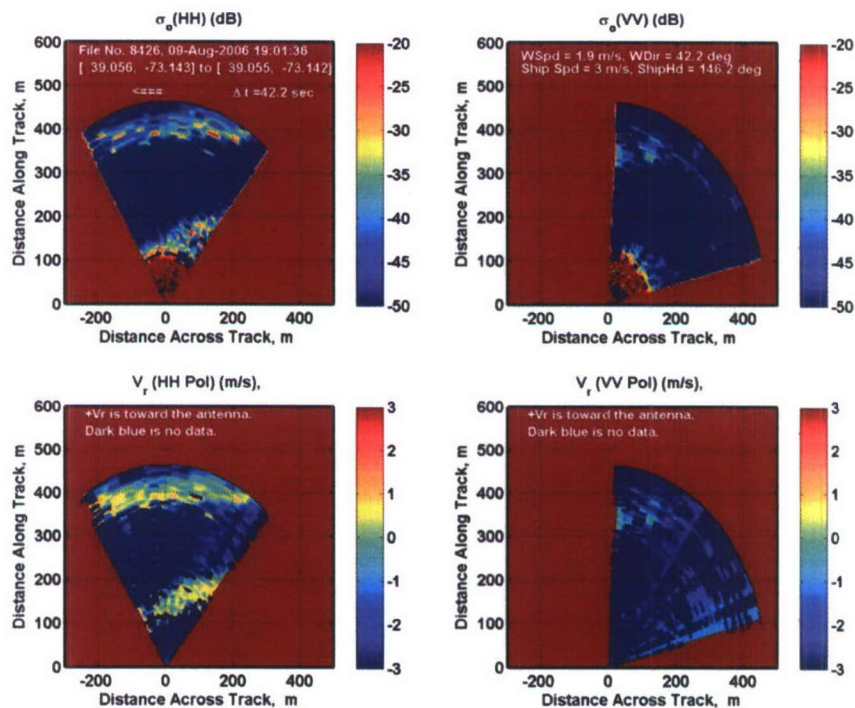 σo(HH) (dB)
600
500
400
300
200
100
0
Distance Along Track, m
File No. 8426, 09-Aug-2006 19:01:36
[ 39.056, -73.143] to [ 39.055, -73.142]
<=== Δ t =42.2 sec
-200 0 200 400
Distance Across Track, m
-20
-25
-30
-35
-40
-45
-50
σo(VV) (dB)
600
500
400
300
200
100
0
Distance Along Track, m
WSpd = 1.9 m/s, WDir = 42.2 deg
Ship Spd = 3 m/s, ShipHd = 146.2 deg
-200 0 200 400
Distance Across Track, m
-20
-25
-30
-35
-40
-45
-50
Vr (HH Pol) (m/s),
600
500
400
300
200
100
0
Distance Along Track, m
+Vr is toward the antenna.
Dark blue is no data.
-200 0 200 400
Distance Across Track, m
3
2
1
0
-1
-2
-3
Vr (VV Pol) (m/s),
600
500
400
300
200
100
0
Distance Along Track, m
+Vr is toward the antenna.
Dark blue is no data.
-200 0 200 400
Distance Across Track, m
3
2
1
0
-1
-2
-3